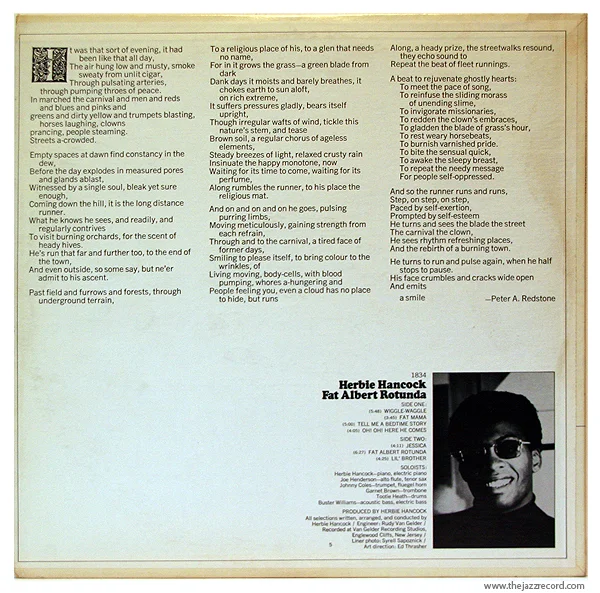 It was that sort of evening, it had
been like that all day,
The air hung low and musty, smoke
sweaty from unlit cigar,
Through pulsating arteries,
through pumping throes of peace.
In marched the carnival and men and reds
and blues and pinks and
greens and dirty yellow and trumpets blasting,
horses laughing, clowns
prancing, people steaming.
Streets a-crowded.
Empty spaces at dawn find constancy in the
dew,
Before the day explodes in measured pores
and glands ablast,
Witnessed by a single soul, bleak yet sure
enough,
Coming down the hill, it is the long distance
runner.
What he knows he sees, and readily, and
regularly contrives
To visit burning orchards, for the scent of
heady hives.
He's run that far and further too, to the end of
the town,
And even outside, so some say, but ne'er
admit to his ascent.
Past field and furrows and forests, through
underground terrain,
To a religious place of his, to a glen that needs
no name,
For in it grows the grass—a green blade from
dark
Dank days it moists and barely breathes, it
chokes earth to sun aloft,
on rich extreme,
It suffers pressures gladly, bears itself
upright,
Though irregular wafts of wind, tickle this
nature's stem, and tease
Brown soil, a regular chorus of ageless
elements,
Steady breezes of light, relaxed crusty rain
Insinuate the happy monotone, now
Waiting for its time to come, waiting for its
perfume,
Along rumbles the runner, to his place the
religious mat.
And on and on and on he goes, pulsing
purring limbs,
Moving meticulously, gaining strength from
each refrain,
Through and to the carnival, a tired face of
former days,
Smiling to please itself, to bring colour to the
wrinkles, of
Living moving, body-cells, with blood
pumping, whores a-hungering and
People feeling you, even a cloud has no place
to hide, but runs
Along, a heady prize, the streetwalks resound,
they echo sound to
Repeat the beat of fleet runnings.
A beat to rejuvenate ghostly hearts:
To meet the pace of song,
To reinfuse the sliding morass
of unending slime,
To invigorate missionaries,
To redden the clown's embraces,
To gladden the blade of grass's hour,
To rest weary horsebeats,
To burnish varnished pride.
To bite the sensual quick,
To awake the sleepy breast,
To repeat the needy message
For people self-oppressed.
And so the runner runs and runs,
Step, on step, on step,
Paced by self-exertion,
Prompted by self-esteem
He turns and sees the blade the street
The carnival the clown,
He sees rhythm refreshing places,
And the rebirth of a burning town.
He turns to run and pulse again, when he half
stops to pause.
His face crumbles and cracks wide open
And emits
a smile —Peter A. Redstone
1834
Herbie Hancock
Fat Albert Rotunda
SIDE ONE:
(5:48) WIGGLE-WAGGLE
(3:45) FAT MAMA
(5:00) TELL ME A BEDTIME STORY
(4:05) OH! OH! HERE HE COMES
SIDE TWO:
(4:11) JESSICA
(6:27) FAT ALBERT ROTUNDA
(4:25) LIL' BROTHER
SOLOISTS:
Herbie Hancock—piano, electric piano
Joe Henderson—alto flute, tenor sax
Johnny Coles—trumpet, fluegel horn
Garnet Brown—trombone
Tootie Heath—drums
Buster Williams—acoustic bass, electric bass
PRODUCED BY HERBIE HANCOCK
All selections written, arranged, and conducted by
Herbie Hancock / Engineer: Rudy Van Gelder /
Recorded at Van Gelder Recording Studios,
Englewood Cliffs, New Jersey /
Liner photo: Syrell Sapoznick /
Art direction: Ed Thrasher
5
www.thejazzrecord.com